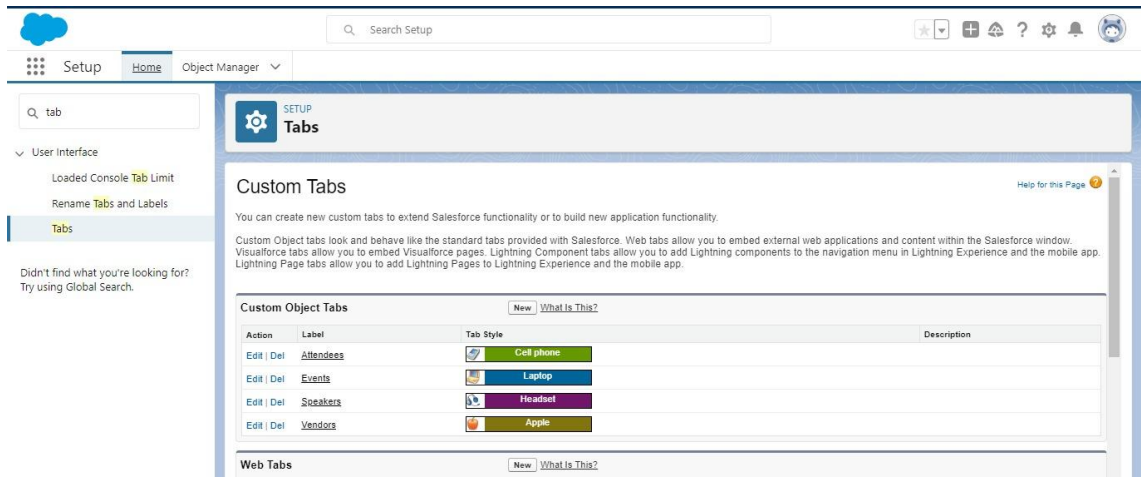 Search Setup
Setup Home Object Manager
tab
User Interface
Loaded Console Tab Limit
Rename Tabs and Labels
Tabs
Didn't find what you're looking for?
Try using Global Search.
SETUP
Tabs
Custom Tabs
Help for this Page
You can create new custom tabs to extend Salesforce functionality or to build new application functionality.
Custom Object tabs look and behave like the standard tabs provided with Salesforce. Web tabs allow you to embed external web applications and content within the Salesforce window.
Visualforce tabs allow you to embed Visualforce pages. Lightning Component tabs allow you to add Lightning components to the navigation menu in Lightning Experience and the mobile app.
Lightning Page tabs allow you to add Lightning Pages to Lightning Experience and the mobile app.
Custom Object Tabs New What Is This?
Action Label Tab Style Description
Edit | Del Attendees Cell phone
Edit | Del Events Laptop
Edit | Del Speakers Headset
Edit | Del Vendors Apple
Web Tabs New What Is This?